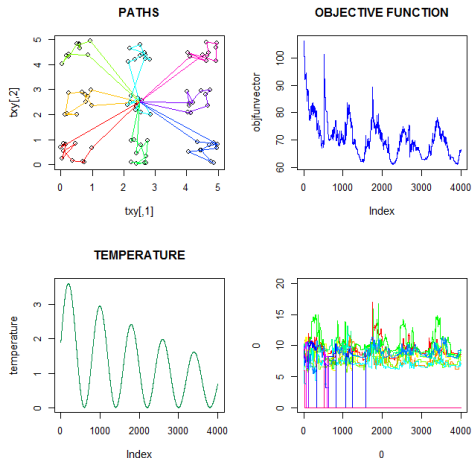 PATHS
OBJECTIVE FUNCTION
txy[,2]
5
4
3
2
1
0
0 1 2 3 4 5
txy[,1]
objfunvector
100
90
80
70
60
0 1000 2000 3000 4000
Index
TEMPERATURE
temperature
3
2
1
0
0 1000 2000 3000 4000
Index
0
20
15
10
5
0
0 1000 2000 3000 4000
0